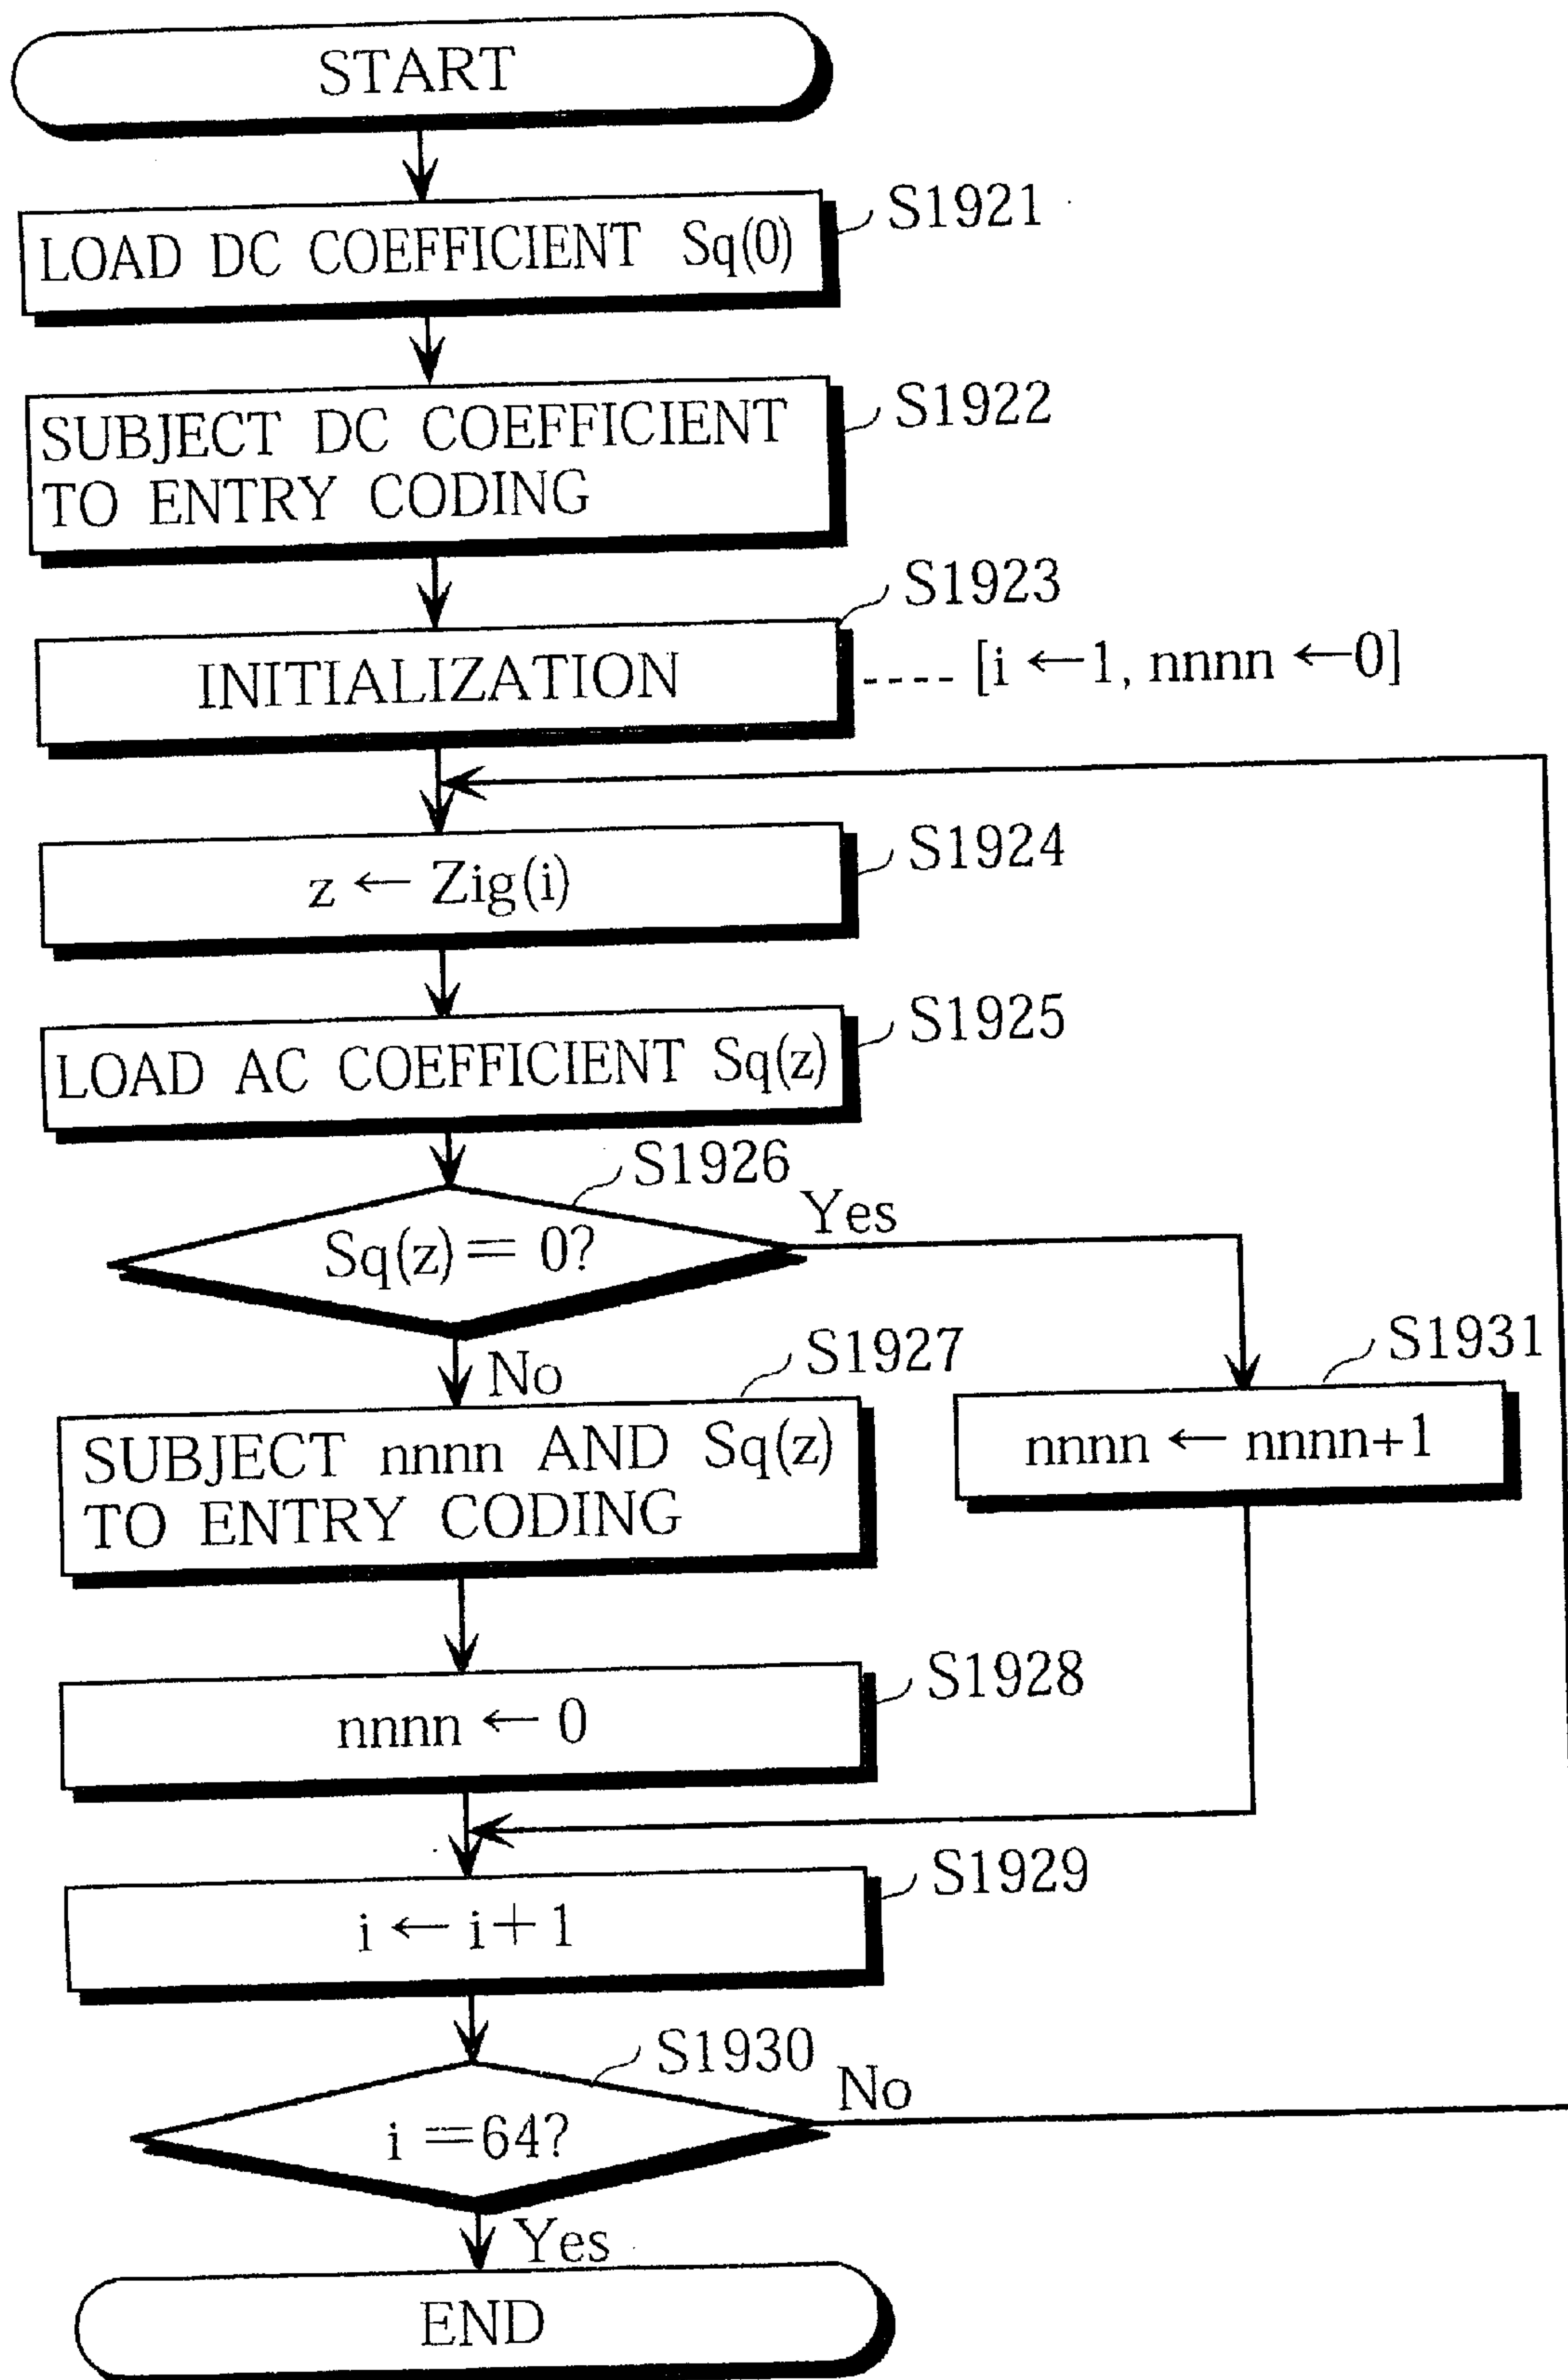 START
LOAD DC COEFFICIENT Sq(0)
S1921
SUBJECT DC COEFFICIENT
TO ENTRY CODING
S1922
INITIALIZATION
S1923
[i ←1, nnnn ←0]
z ← Zig(i)
S1924
LOAD AC COEFFICIENT Sq(z)
S1925
S1926
Sq(z) = 0?
Yes
No
S1927
SUBJECT nnnn AND Sq(z)
TO ENTRY CODING
S1931
nnnn ← nnnn+1
nnnn ← 0
S1928
i ← i+1
S1929
S1930
i =64?
No
Yes
END